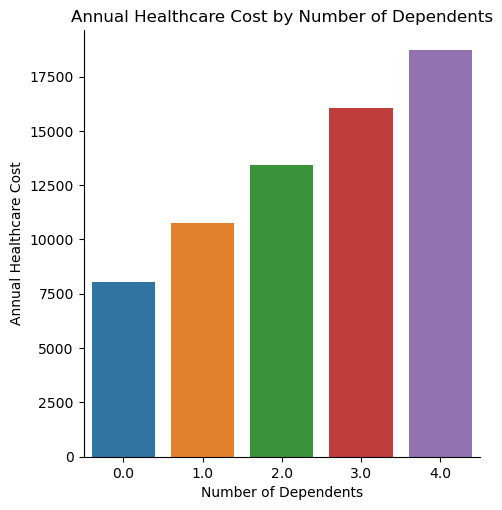 Annual Healthcare Cost by Number of Dependents
17500
15000
12500
10000
7500
5000
2500
0
Annual Healthcare Cost
0.0 1.0 2.0 3.0 4.0
Number of Dependents